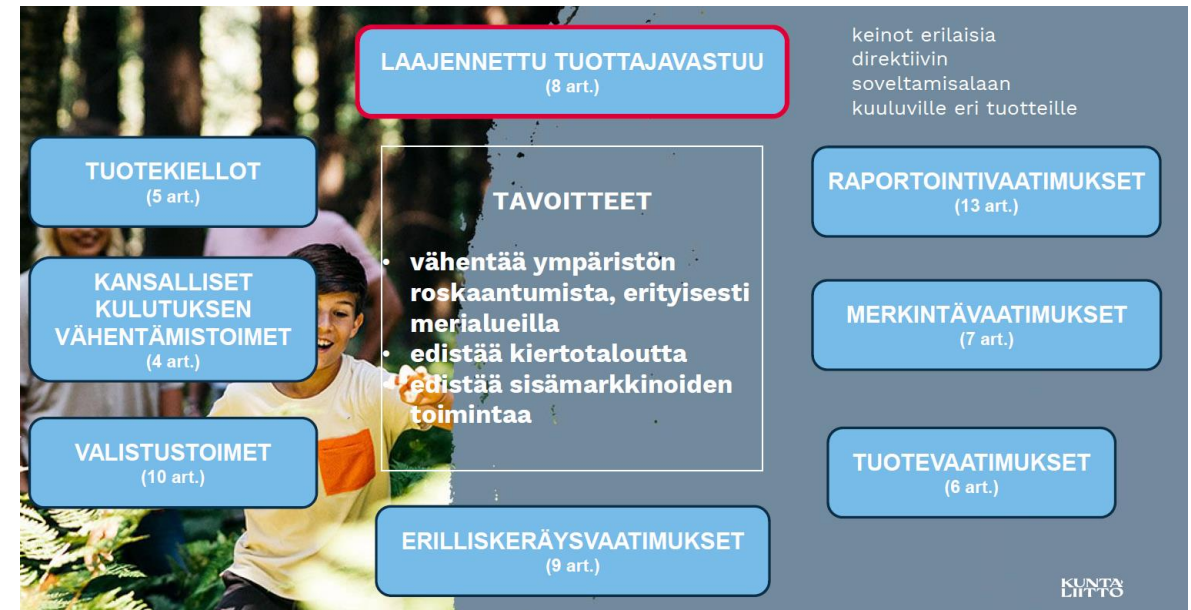 LAAJENNETTU TUOTTAJAVASTUU
(8 art.)
keinot erilaisia
direktiivin
soveltamisalaan
kuuluville eri tuotteille
TUOTEKIELLOT
(5 art.)
KANSALLISET
KULUTUKSEN
VÄHENTÄMISTOIMET
(4 art.)
VALISTUSTOIMET
(10 art.)
TAVOITTEET
• vähentää ympäristön
roskaantumista, erityisesti
merialueilla
• edistää kiertotaloutta
• edistää sisämarkkinoiden
toimintaa
RAPORTOINTIVAATIMUKSET
(13 art.)
MERKINTÄVAATIMUKSET
(7 art.)
TUOTEVAATIMUKSET
(6 art.)
ERILLISKERÄYSVAATIMUKSET
(9 art.)
KUNTA
LIITTO